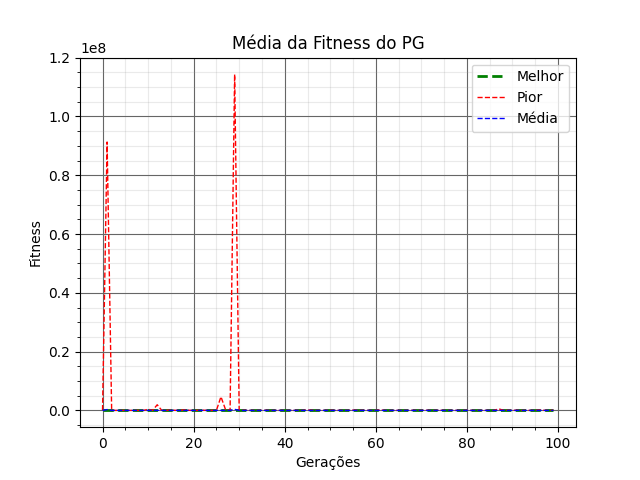 Média da Fitness do PG
1e8
1.2
1.0
0.8
0.6
0.4
0.2
0.0
Fitness
Melhor
Pior
Média
0 20 40 60 80 100
Gerações